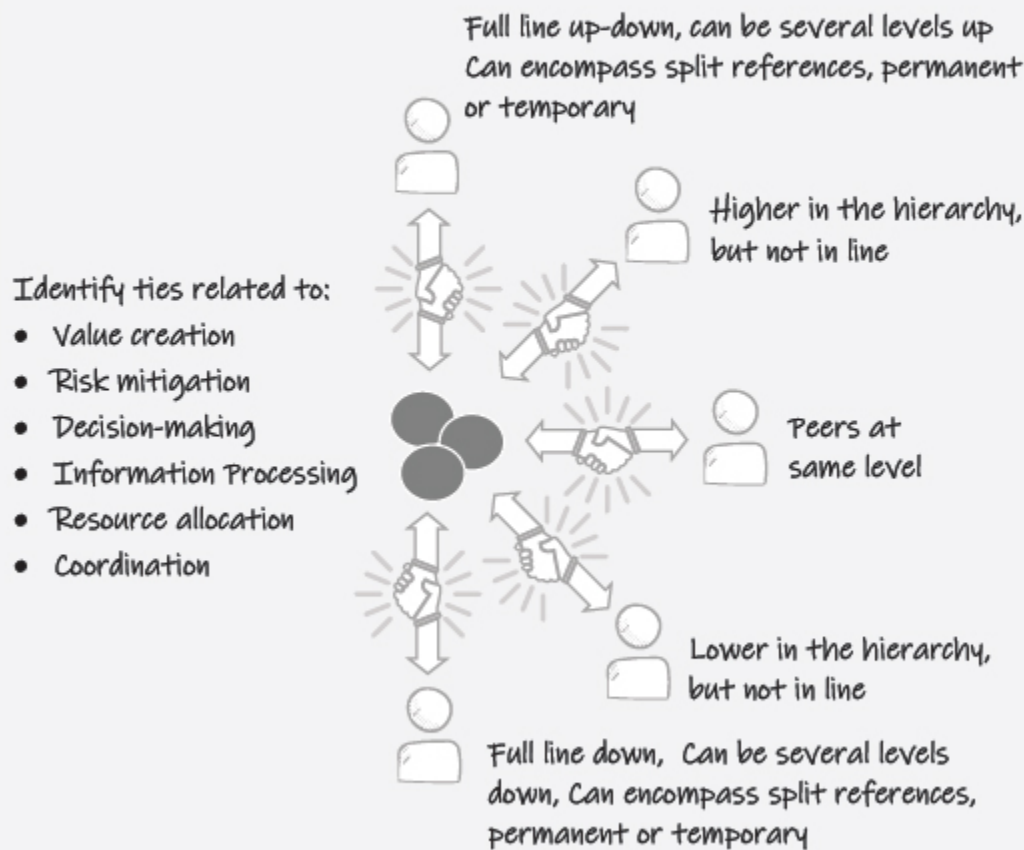 Full line up-down, can be several levels up
Can encompass split references, permanent
or temporary
Higher in the hierarchy,
but not in line
Identify ties related to:
• Value creation
• Risk mitigation
• Decision-making
• Information Processing
• Resource allocation
• Coordination
Peers at
same level
Lower in the hierarchy,
but not in line
Full line down, Can be several levels
down, Can encompass split references,
permanent or temporary